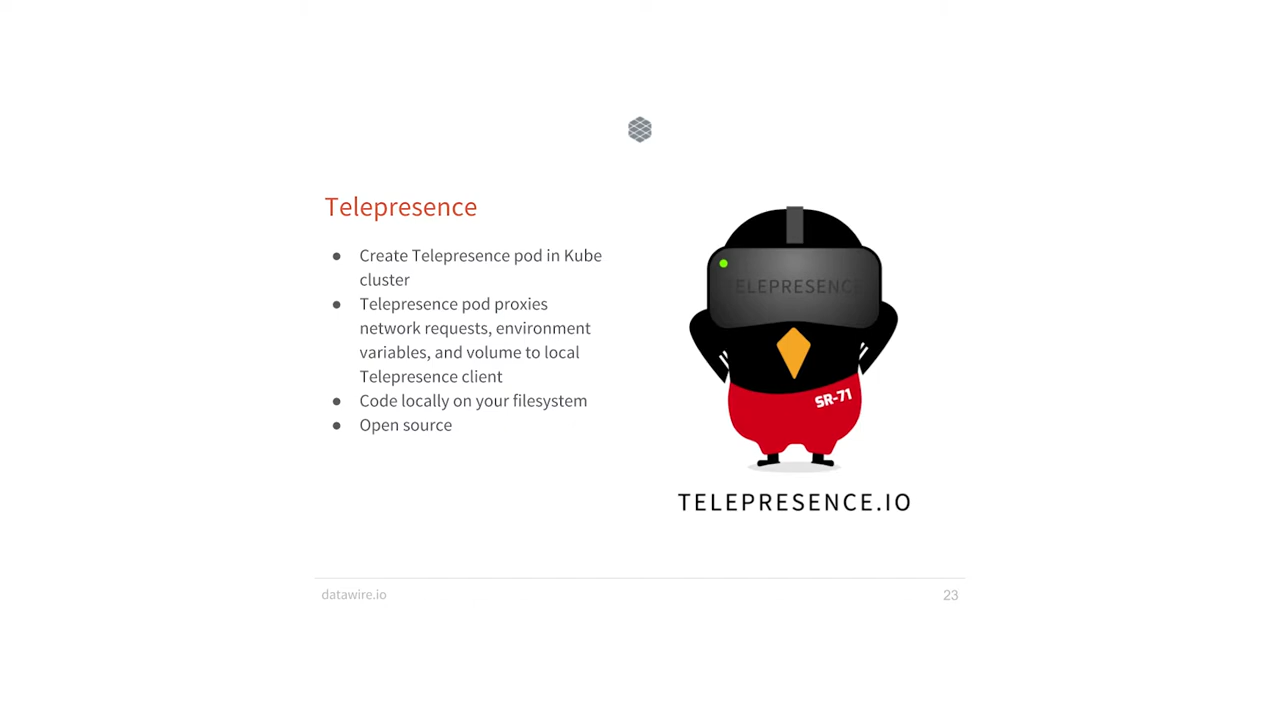 Telepresence
● Create Telepresence pod in Kube
cluster
● Telepresence pod proxies
network requests, environment
variables, and volume to local
Telepresence client
● Code locally on your filesystem
● Open source
TELEPRESENCE
SR-71
TELEPRESENCE.IO
datawire.io
23